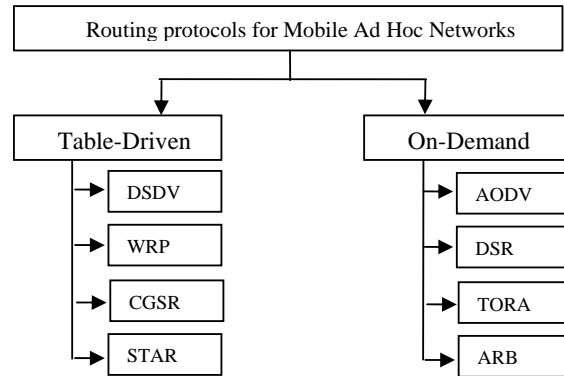 Routing protocols for Mobile Ad Hoc Networks
Table-Driven
DSDV
WRP
CGSR
STAR
On-Demand
AODV
DSR
TORA
ARB